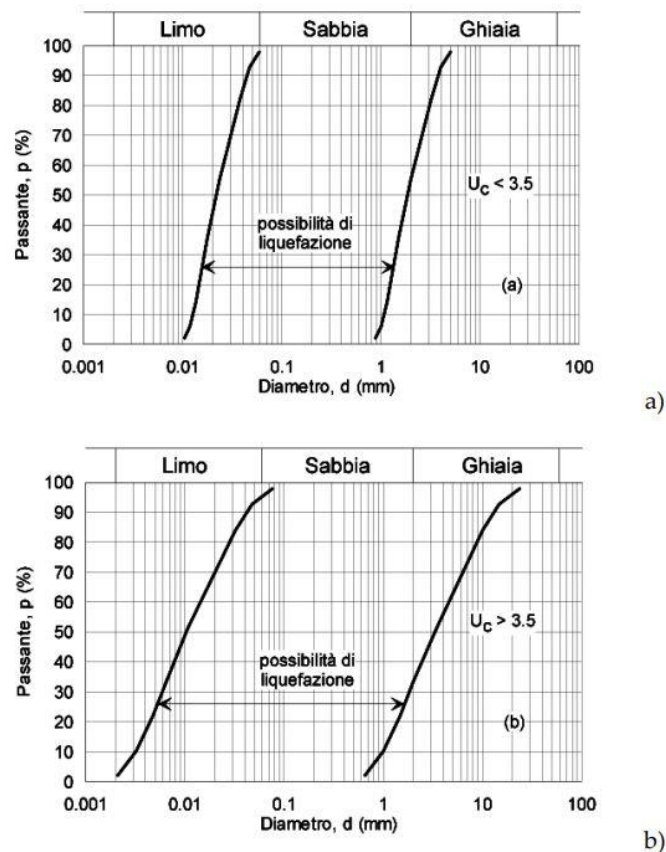 Limo Sabbia Ghiaia
100
90
80
70
60
50
40
30
20
10
0
Passante, p (%)
U_C < 3.5
possibilità di
liquefazione
(a)
0.001 0.01 0.1 1 10 100
Diametro, d (mm)
a)
Limo Sabbia Ghiaia
100
90
80
70
60
50
40
30
20
10
0
Passante, p (%)
U_C > 3.5
possibilità di
liquefazione
(b)
0.001 0.01 0.1 1 10 100
Diametro, d (mm)
b)